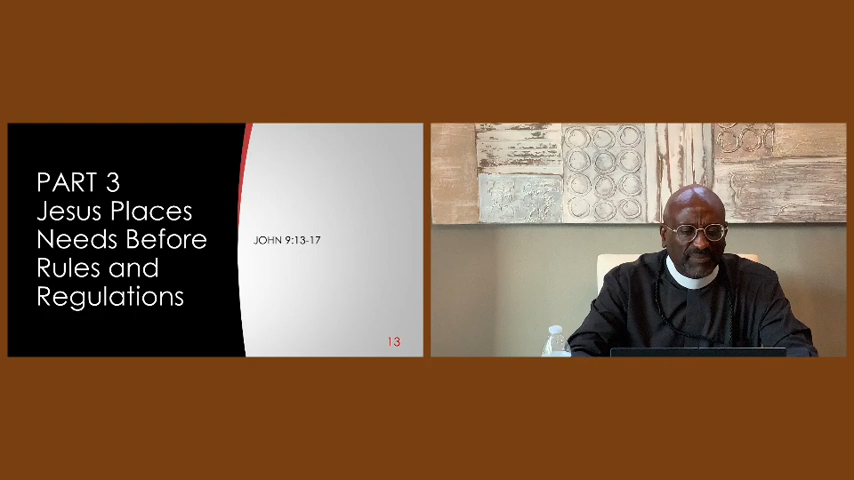 PART 3
Jesus Places
Needs Before
Rules and
Regulations
JOHN 9:13-17
13